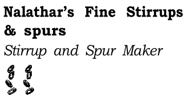 Nalathar's Fine Stirrups
& spurs
Stirrup and Spur Maker